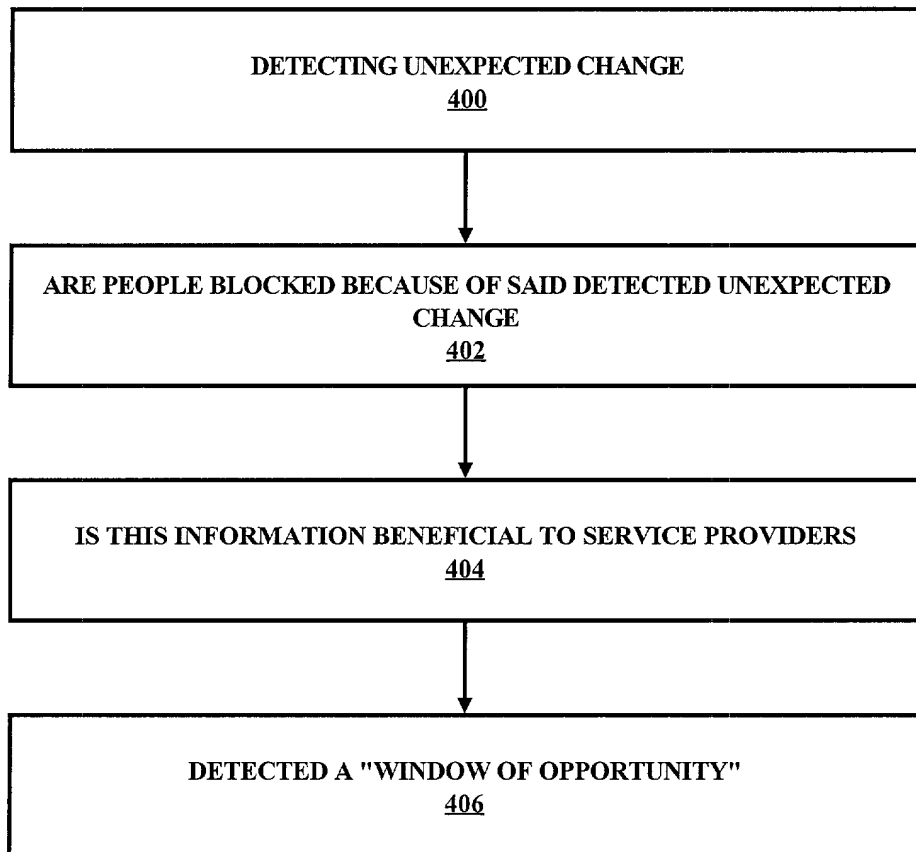 DETECTING UNEXPECTED CHANGE
400
ARE PEOPLE BLOCKED BECAUSE OF SAID DETECTED UNEXPECTED
CHANGE
402
IS THIS INFORMATION BENEFICIAL TO SERVICE PROVIDERS
404
DETECTED A "WINDOW OF OPPORTUNITY"
406